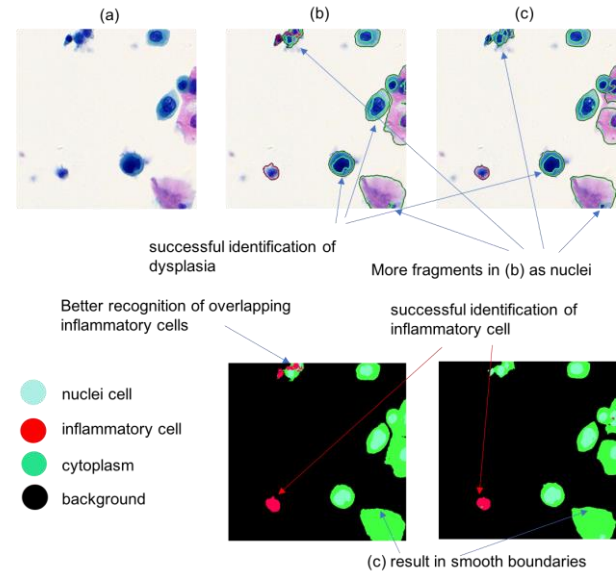 (a)
(b)
(c)
successful identification of
dysplasia
More fragments in (b) as nuclei
Better recognition of overlapping
inflammatory cells
successful identification of
inflammatory cell
nuclei cell
inflammatory cell
cytoplasm
background
(c) result in smooth boundaries